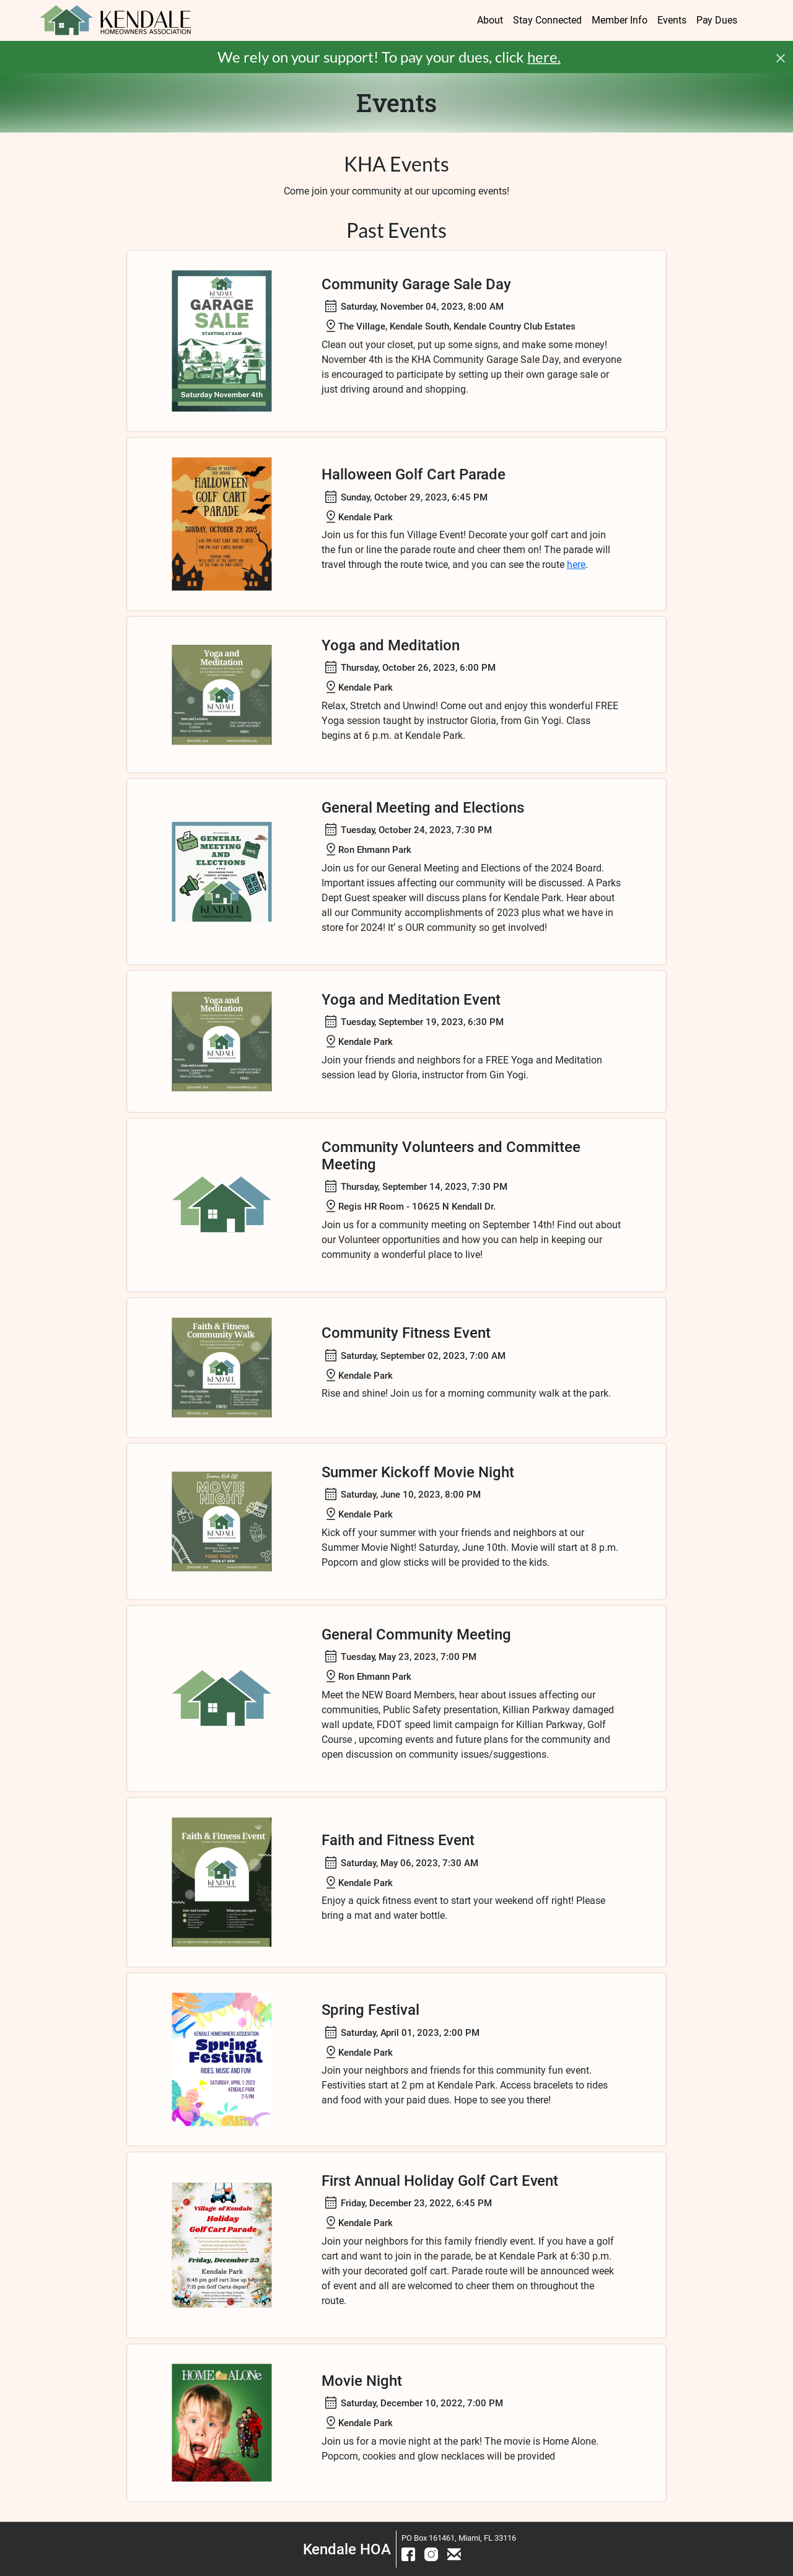 KENDALE
HOMEOWNERS ASSOCIATION
About Stay Connected Member Info Events Pay Dues
We rely on your support! To pay your dues, click here.
Events
KHA Events
Come join your community at our upcoming events!
Past Events
KENDALE
GARAGE
SALE
STARTING AT 8AM
Saturday November 4th
Community Garage Sale Day
Saturday, November 04, 2023, 8:00 AM
The Village, Kendale South, Kendale Country Club Estates
Clean out your closet, put up some signs, and make some money!
November 4th is the KHA Community Garage Sale Day, and everyone
is encouraged to participate by setting up their own garage sale or
just driving around and shopping.
HALLOWEEN
GOLF CART
PARADE
SUNDAY, OCTOBER 29, 2023
Halloween Golf Cart Parade
Sunday, October 29, 2023, 6:45 PM
Kendale Park
Join us for this fun Village Event! Decorate your golf cart and join
the fun or line the parade route and cheer them on! The parade will
travel through the route twice, and you can see the route here.
Yoga and
Meditation
KENDALE
Yoga and Meditation
Thursday, October 26, 2023, 6:00 PM
Kendale Park
Relax, Stretch and Unwind! Come out and enjoy this wonderful FREE
Yoga session taught by instructor Gloria, from Gin Yogi. Class
begins at 6 p.m. at Kendale Park.
GENERAL
MEETING
AND
ELECTIONS
KENDALE
General Meeting and Elections
Tuesday, October 24, 2023, 7:30 PM
Ron Ehmann Park
Join us for our General Meeting and Elections of the 2024 Board.
Important issues affecting our community will be discussed. A Parks
Dept Guest speaker will discuss plans for Kendale Park. Hear about
all our Community accomplishments of 2023 plus what we have in
store for 2024! It' s OUR community so get involved!
Yoga and
Meditation
KENDALE
Yoga and Meditation Event
Tuesday, September 19, 2023, 6:30 PM
Kendale Park
Join your friends and neighbors for a FREE Yoga and Meditation
session lead by Gloria, instructor from Gin Yogi.
Community Volunteers and Committee
Meeting
Thursday, September 14, 2023, 7:30 PM
Regis HR Room - 10625 N Kendall Dr.
Join us for a community meeting on September 14th! Find out about
our Volunteer opportunities and how you can help in keeping our
community a wonderful place to live!
Faith & Fitness
Community Walk
KENDALE
Community Fitness Event
Saturday, September 02, 2023, 7:00 AM
Kendale Park
Rise and shine! Join us for a morning community walk at the park.
Summer Kick Off
MOVIE
NIGHT
KENDALE
FOOD TRUCKS
OPEN AT 6PM
Summer Kickoff Movie Night
Saturday, June 10, 2023, 8:00 PM
Kendale Park
Kick off your summer with your friends and neighbors at our
Summer Movie Night! Saturday, June 10th. Movie will start at 8 p.m.
Popcorn and glow sticks will be provided to the kids.
General Community Meeting
Tuesday, May 23, 2023, 7:00 PM
Ron Ehmann Park
Meet the NEW Board Members, hear about issues affecting our
communities, Public Safety presentation, Killian Parkway damaged
wall update, FDOT speed limit campaign for Killian Parkway, Golf
Course , upcoming events and future plans for the community and
open discussion on community issues/suggestions.
Faith & Fitness Event
KENDALE
Faith and Fitness Event
Saturday, May 06, 2023, 7:30 AM
Kendale Park
Enjoy a quick fitness event to start your weekend off right! Please
bring a mat and water bottle.
KENDALE HOMEOWNERS ASSOCIATION
Spring
Festival
RIDES, MUSIC AND FUN!
SATURDAY, APRIL 1, 2023
KENDALE PARK
2-5 PM
Spring Festival
Saturday, April 01, 2023, 2:00 PM
Kendale Park
Join your neighbors and friends for this community fun event.
Festivities start at 2 pm at Kendale Park. Access bracelets to rides
and food with your paid dues. Hope to see you there!
Village of Kendale
Holiday
Golf Cart Parade
Friday, December 23
Kendale Park
6:45 pm golf cart line up begins
7:15 pm Golf Carts depart
First Annual Holiday Golf Cart Event
Friday, December 23, 2022, 6:45 PM
Kendale Park
Join your neighbors for this family friendly event. If you have a golf
cart and want to join in the parade, be at Kendale Park at 6:30 p.m.
with your decorated golf cart. Parade route will be announced week
of event and all are welcomed to cheer them on throughout the
route.
HOME ALONE
Movie Night
Saturday, December 10, 2022, 7:00 PM
Kendale Park
Join us for a movie night at the park! The movie is Home Alone.
Popcorn, cookies and glow necklaces will be provided
Kendale HOA
PO Box 161461, Miami, FL 33116